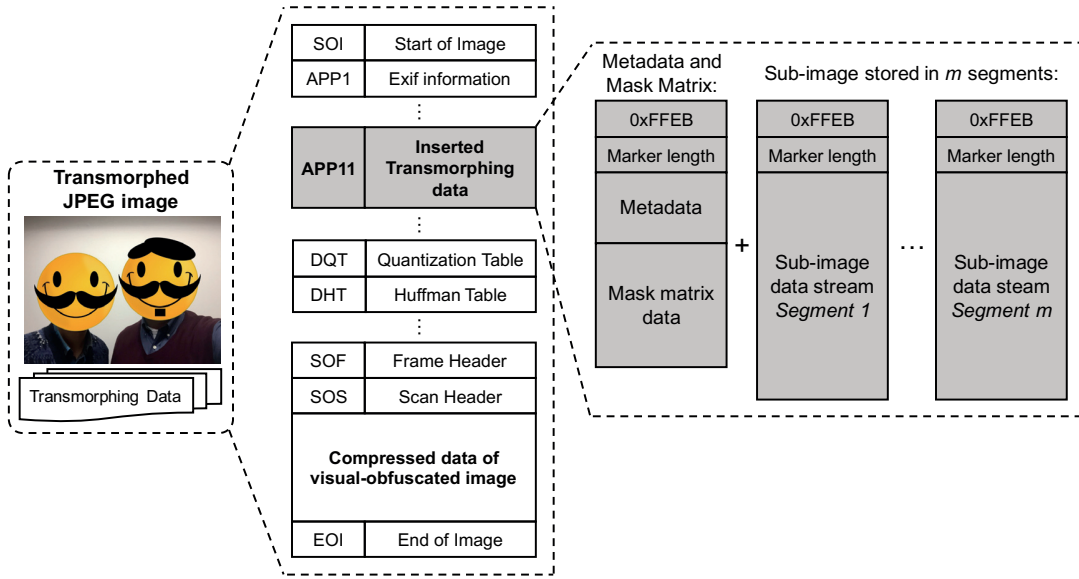 Transmorphed
JPEG image
Transmorphing Data
SOI Start of Image
APP1 Exif information
⋮ ⋮
APP11 Inserted
Transmorphing
data
⋮ ⋮
DQT Quantization Table
DHT Huffman Table
⋮ ⋮
SOF Frame Header
SOS Scan Header
Compressed data of
visual-obfuscated image
EOI End of Image
Metadata and
Mask Matrix:
0xFFEB
Marker length
Metadata
Mask matrix
data
+
Sub-image stored in m segments:
0xFFEB
Marker length
Sub-image
data stream
Segment 1
...
0xFFEB
Marker length
Sub-image
data steam
Segment m